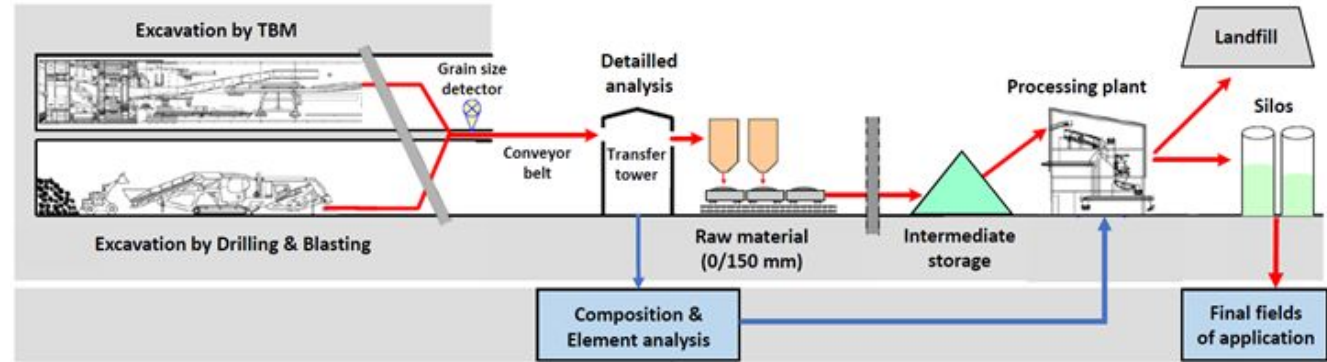 Excavation by TBM
Grain size
detector
Detailled
analysis
Landfill
Processing plant
Silos
Conveyor
belt
Transfer
tower
Excavation by Drilling & Blasting
Raw material
(0/150 mm)
Intermediate
storage
Composition &
Element analysis
Final fields
of application